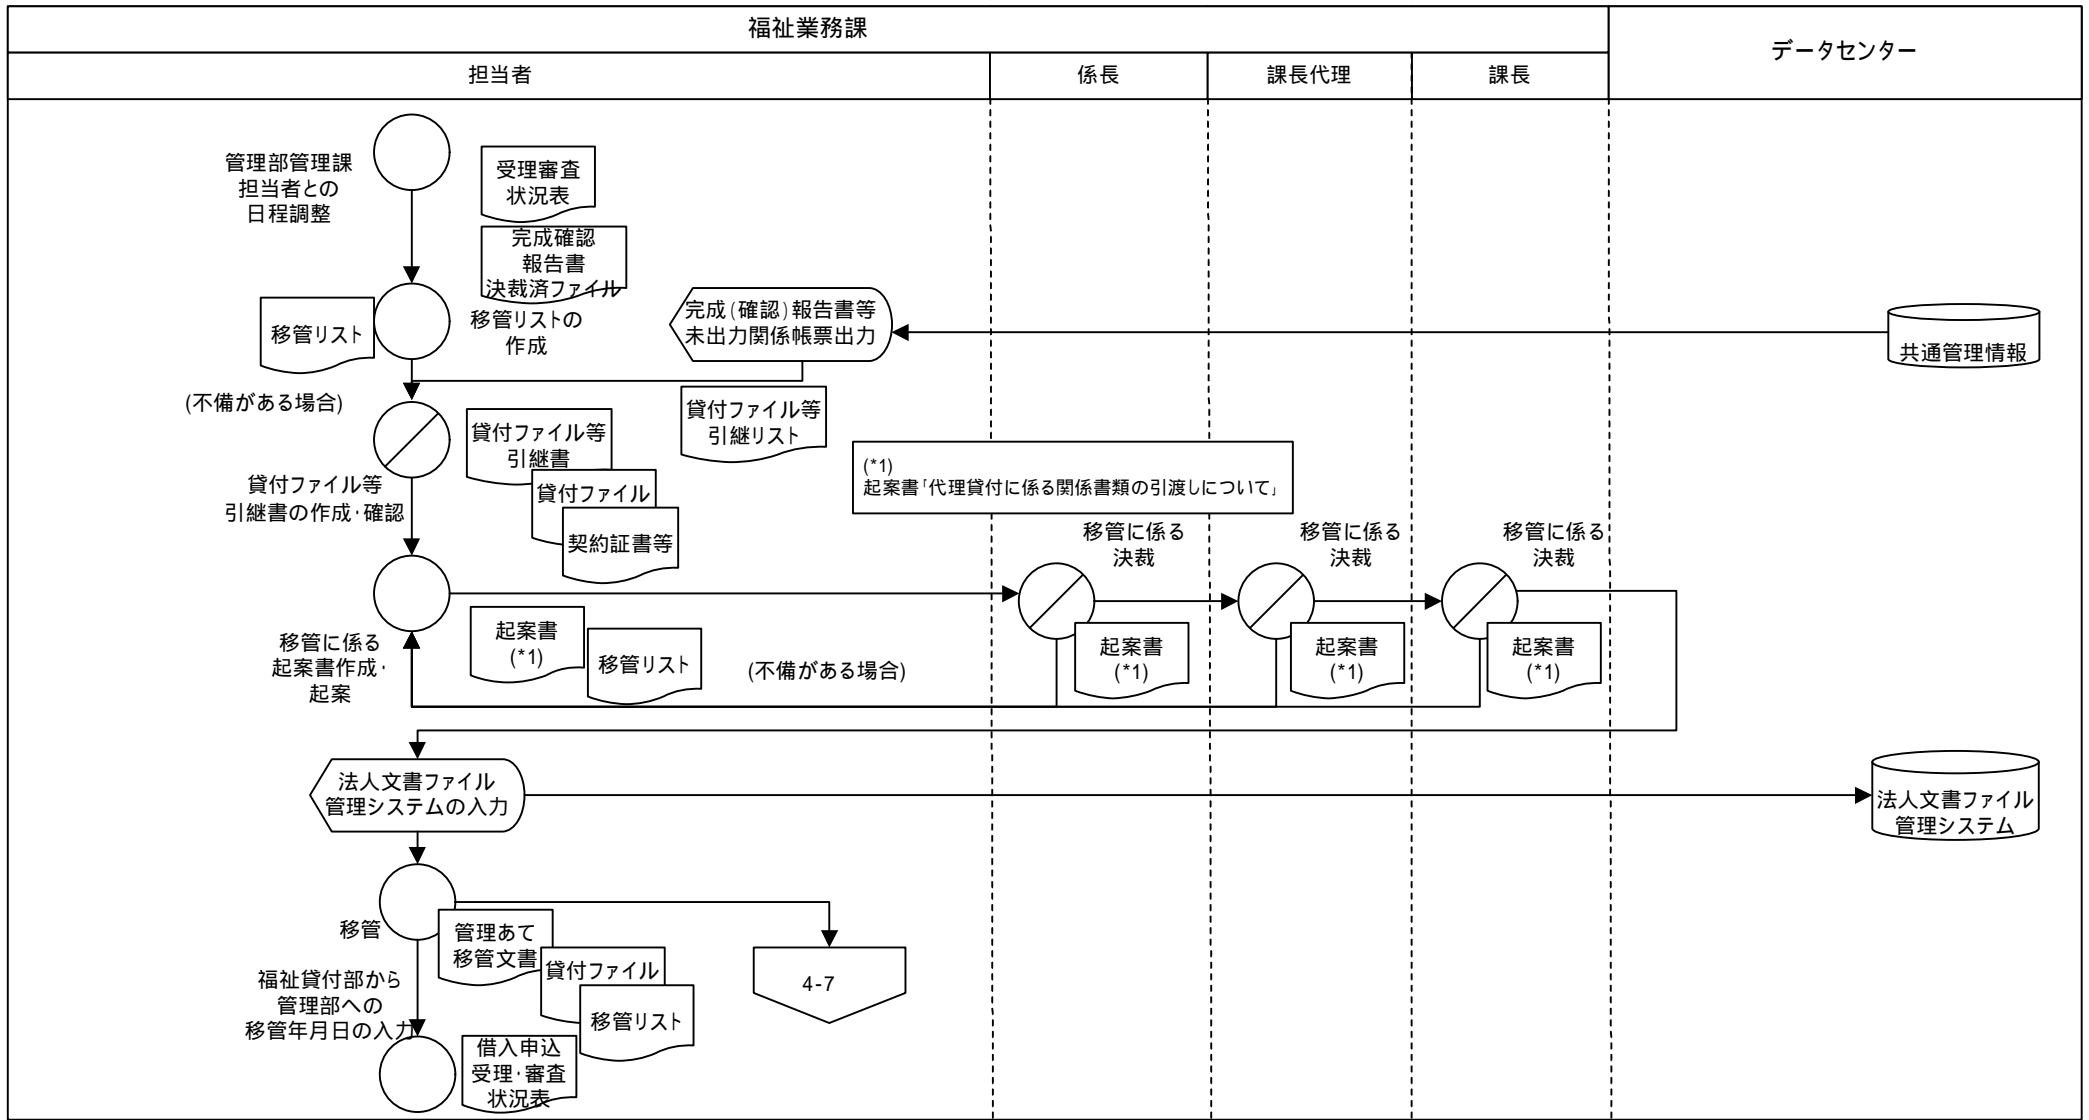 福祉業務課
データセンター
担当者
係長
課長代理
課長
管理部管理課
担当者との
日程調整
受理審査
状況表
完成確認
報告書
決裁済ファイル
移管リスト
移管リストの
作成
完成(確認)報告書等
未出力関係帳票出力
共通管理情報
(不備がある場合)
貸付ファイル等
引継リスト
貸付ファイル等
引継書
貸付ファイル
契約証書等
貸付ファイル等
引継書の作成・確認
(*1)
起案書「代理貸付に係る関係書類の引渡しについて」
移管に係る
決裁
移管に係る
決裁
移管に係る
決裁
移管に係る
起案書作成・
起案
起案書
(*1)
移管リスト
(不備がある場合)
起案書
(*1)
起案書
(*1)
起案書
(*1)
法人文書ファイル
管理システムの入力
法人文書ファイル
管理システム
移管
管理あて
移管文書
貸付ファイル
移管リスト
4-7
福祉貸付部から
管理部への
移管年月日の入力
借入申込
受理・審査
状況表